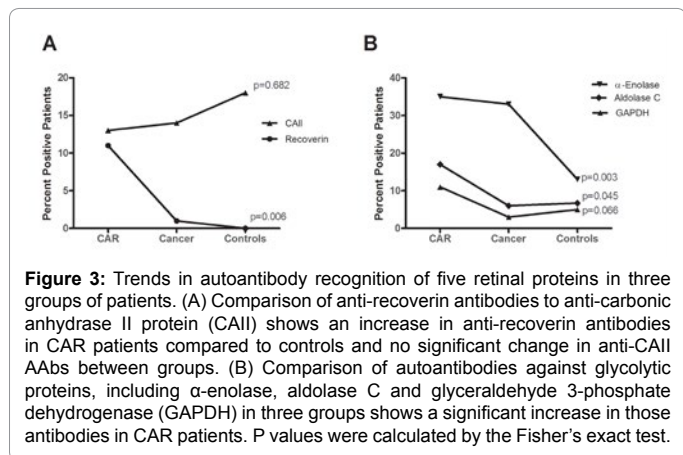 A
B
20
15
10
5
0
Percent Positive Patients
p=0.682
CAII
Recoverin
p=0.006
CAR Cancer Controls
40
30
20
10
0
Percent Positive Patients
α-Enolase
Aldolase C
GAPDH
p=0.003
p=0.045
p=0.066
CAR Cancer Controls
Figure 3: Trends in autoantibody recognition of five retinal proteins in three
groups of patients. (A) Comparison of anti-recoverin antibodies to anti-carbonic
anhydrase II protein (CAII) shows an increase in anti-recoverin antibodies
in CAR patients compared to controls and no significant change in anti-CAII
AAbs between groups. (B) Comparison of autoantibodies against glycolytic
proteins, including α-enolase, aldolase C and glyceraldehyde 3-phosphate
dehydrogenase (GAPDH) in three groups shows a significant increase in those
antibodies in CAR patients. P values were calculated by the Fisher’s exact test.